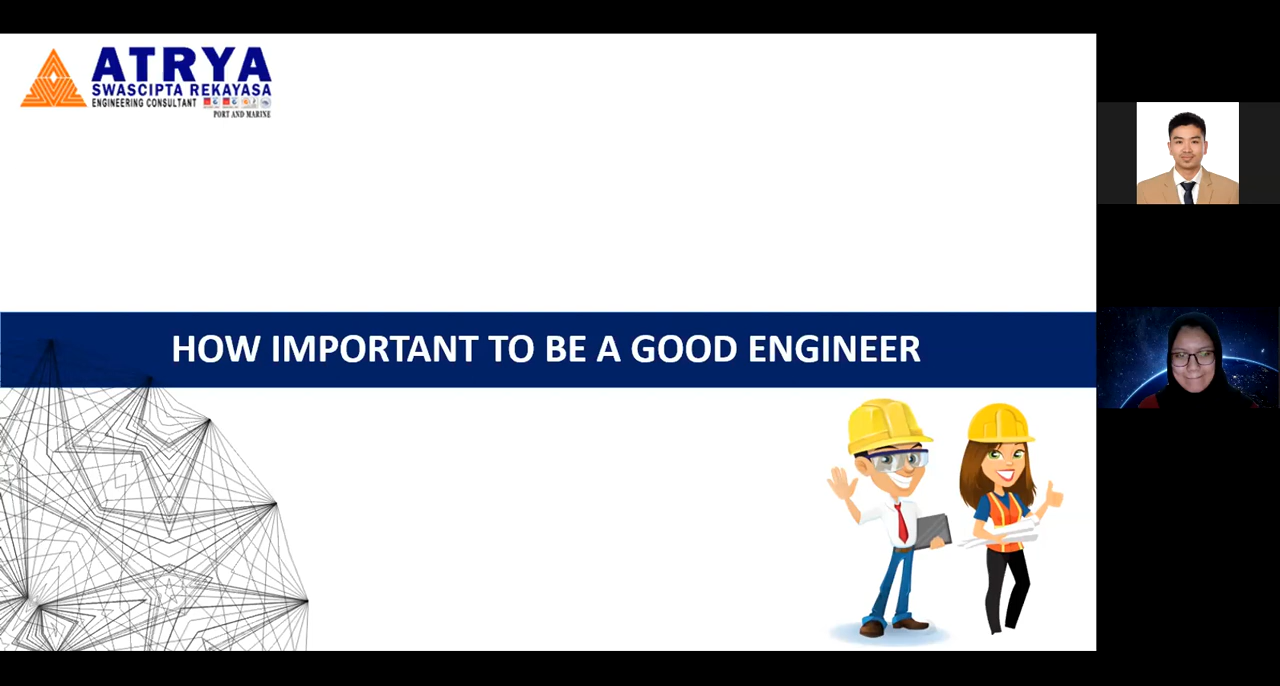 ATRYA
SWASCIPTA REKAYASA
ENGINEERING CONSULTANT
PORT AND MARINE
HOW IMPORTANT TO BE A GOOD ENGINEER